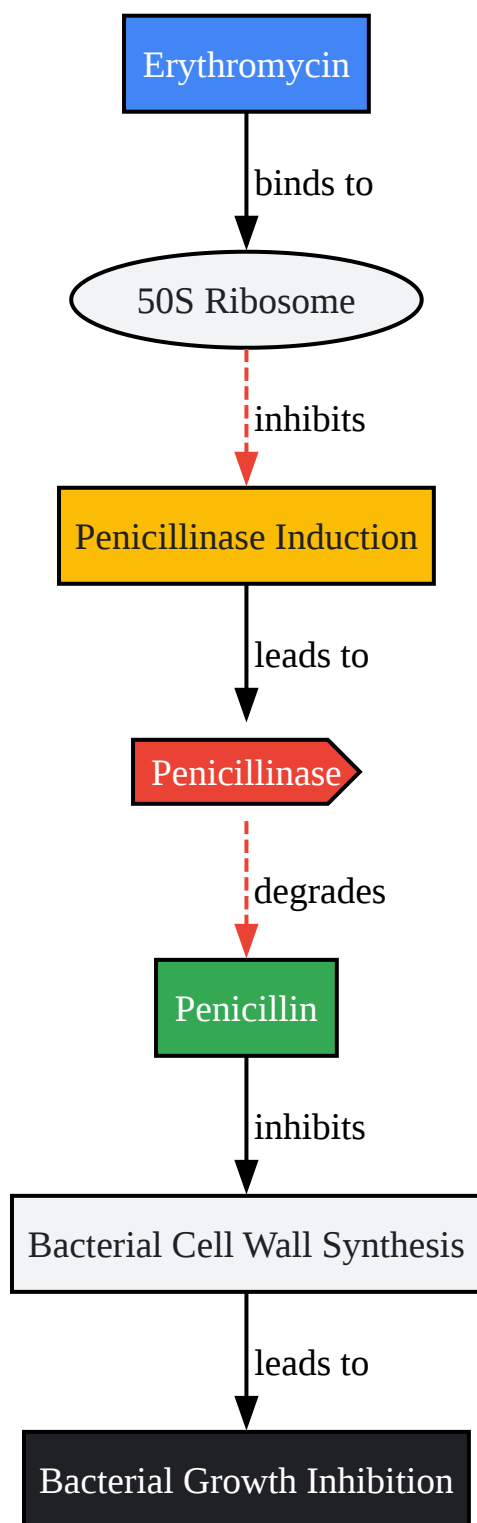 Erythromycin
binds to
50S Ribosome
inhibits
Penicillinase Induction
leads to
Penicillinase
degrades
Penicillin
inhibits
Bacterial Cell Wall Synthesis
leads to
Bacterial Growth Inhibition